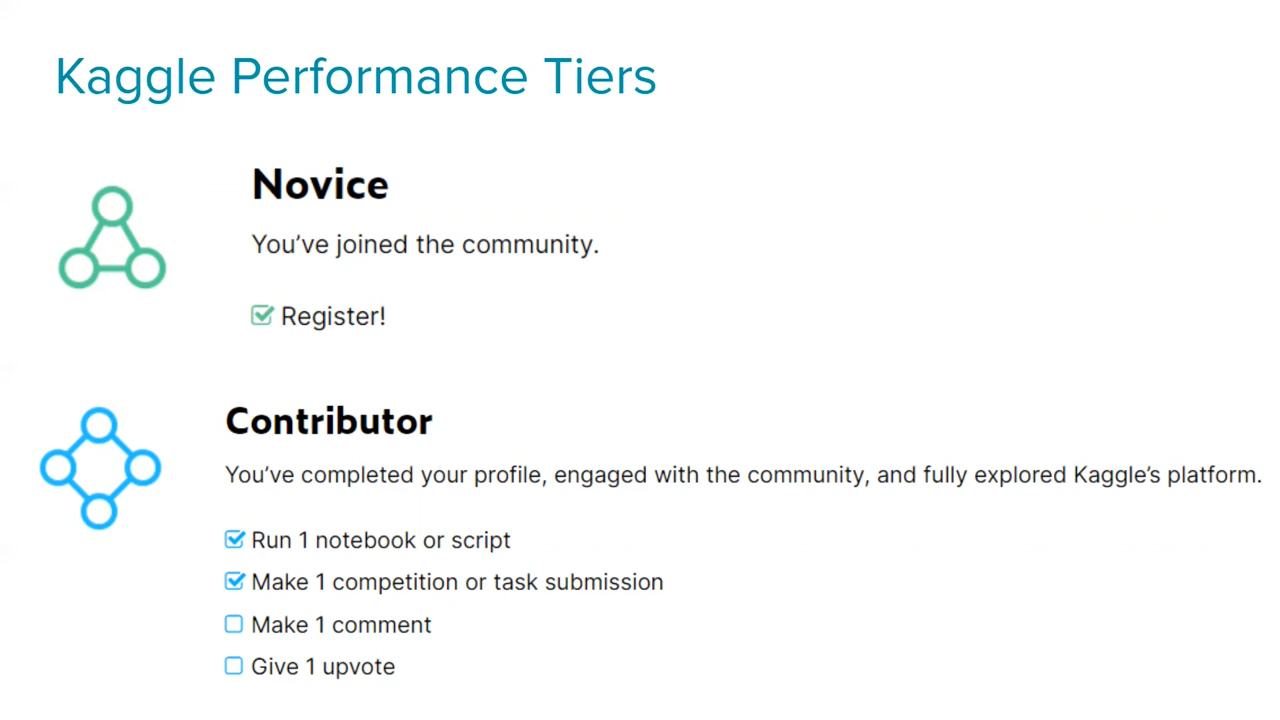 Kaggle Performance Tiers
Novice
You've joined the community.
Register!
Contributor
You've completed your profile, engaged with the community, and fully explored Kaggle's platform.
Run 1 notebook or script
Make 1 competition or task submission
Make 1 comment
Give 1 upvote